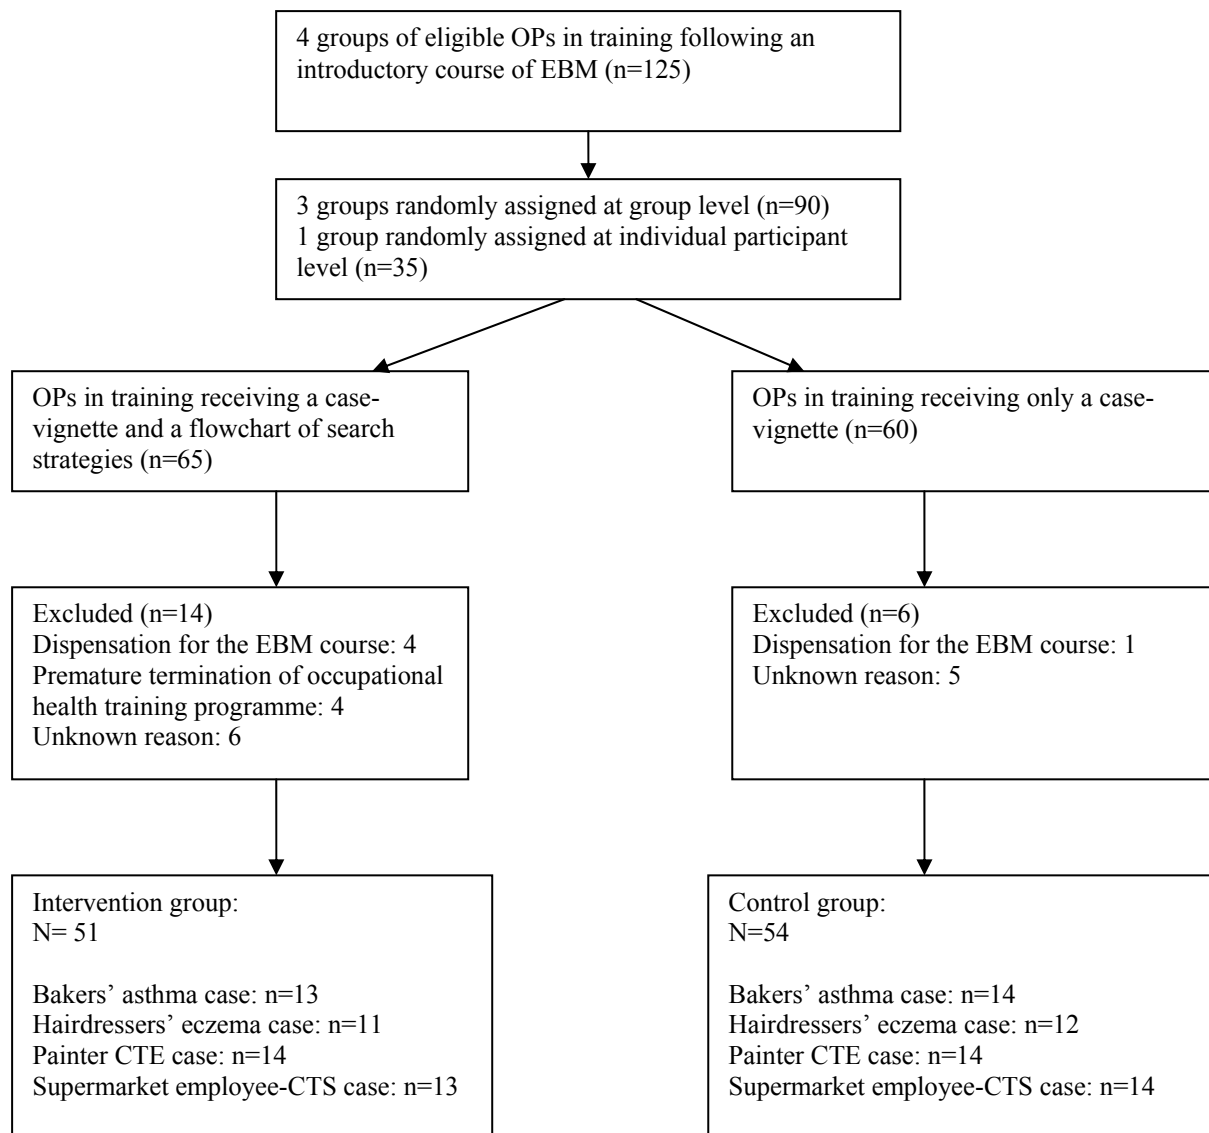 4 groups of eligible OPs in training following an
introductory course of EBM (n=125)
3 groups randomly assigned at group level (n=90)
1 group randomly assigned at individual participant
level (n=35)
OPs in training receiving a case-
vignette and a flowchart of search
strategies (n=65)
OPs in training receiving only a case-
vignette (n=60)
Excluded (n=14)
Dispensation for the EBM course: 4
Premature termination of occupational
health training programme: 4
Unknown reason: 6
Excluded (n=6)
Dispensation for the EBM course: 1
Unknown reason: 5
Intervention group:
N= 51
Bakers’ asthma case: n=13
Hairdressers’ eczema case: n=11
Painter CTE case: n=14
Supermarket employee-CTS case: n=13
Control group:
N=54
Bakers’ asthma case: n=14
Hairdressers’ eczema case: n=12
Painter CTE case: n=14
Supermarket employee-CTS case: n=14